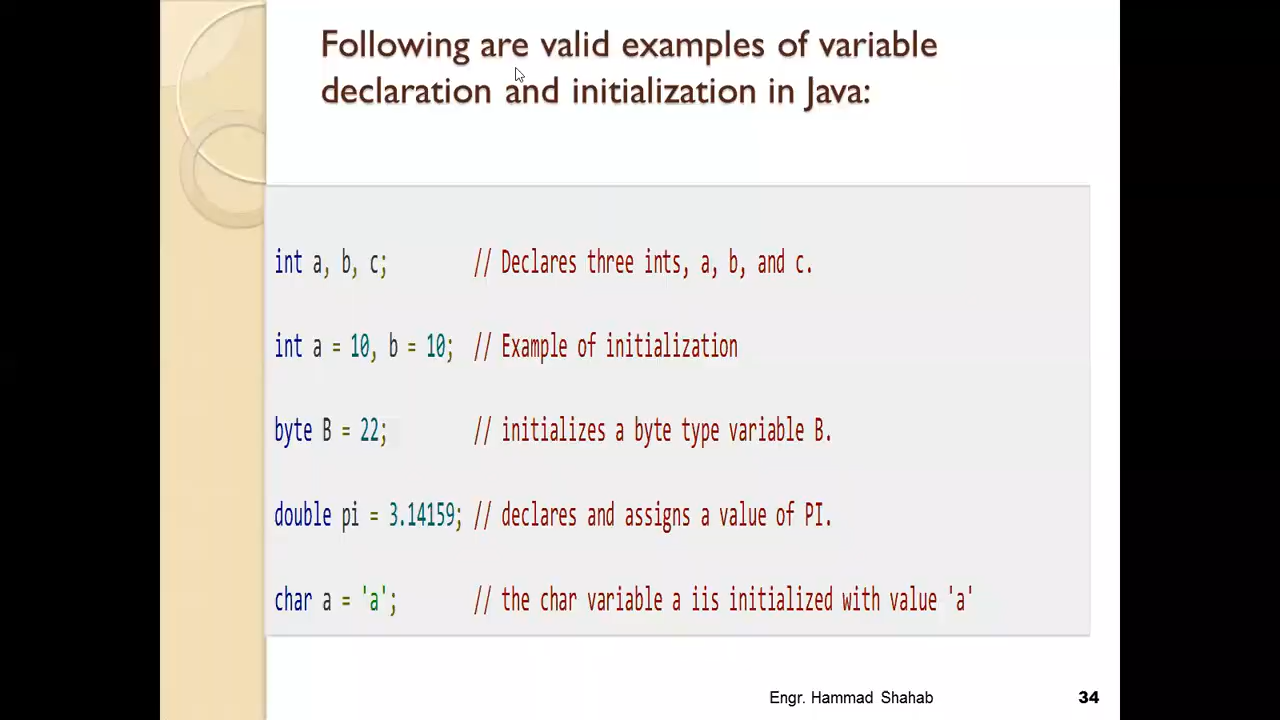 Following are valid examples of variable
declaration and initialization in Java:
int a, b, c; // Declares three ints, a, b, and c.
int a = 10, b = 10; // Example of initialization
byte B = 22; // initializes a byte type variable B.
double pi = 3.14159; // declares and assigns a value of PI.
char a = 'a'; // the char variable a iis initialized with value 'a'
Engr. Hammad Shahab 34